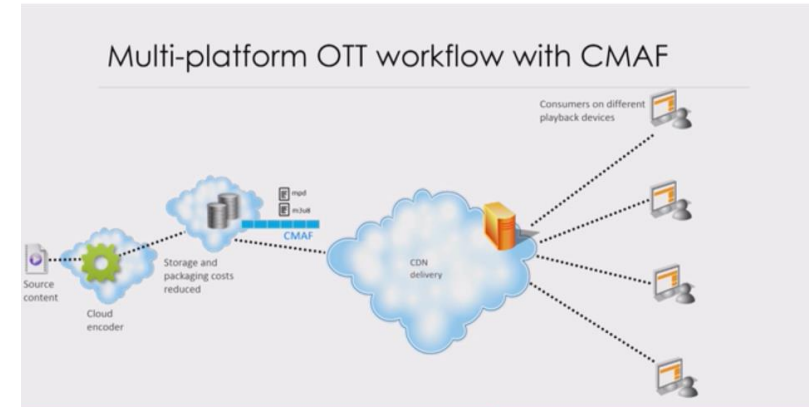 Multi-platform OTT workflow with CMAF
Consumers on different
playback devices
mpd
m3u8
CMAF
Storage and
packaging costs
reduced
CDN
delivery
Source
content
Cloud
encoder